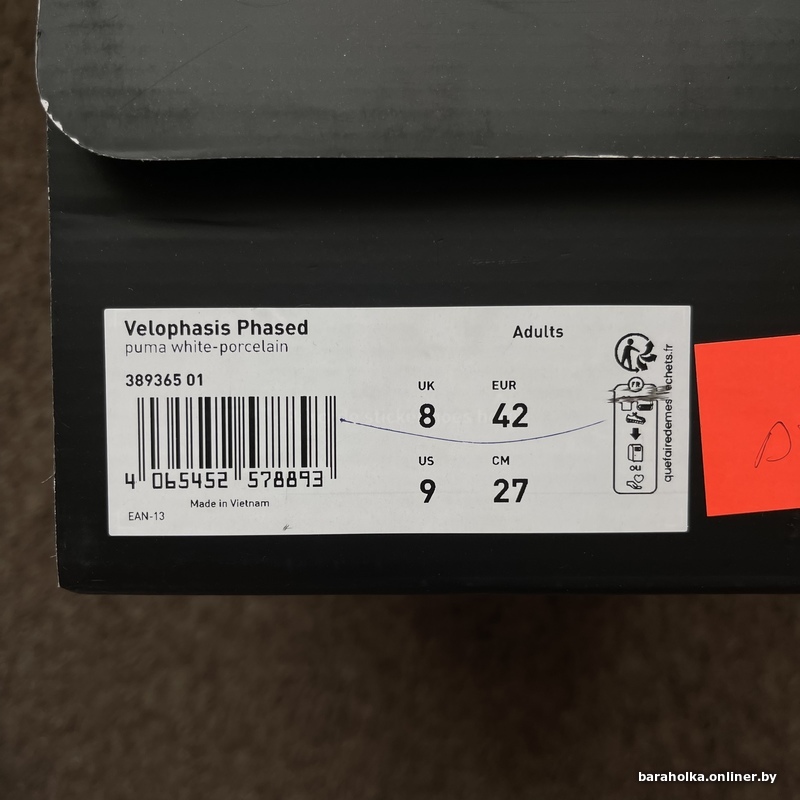 Velophasis Phased
puma white-porcelain
Adults
389365 01
UK
8
EUR
42
US
9
CM
27
4 065452 578893
Made in Vietnam
EAN-13
FR
OU
baraholka.onliner.by